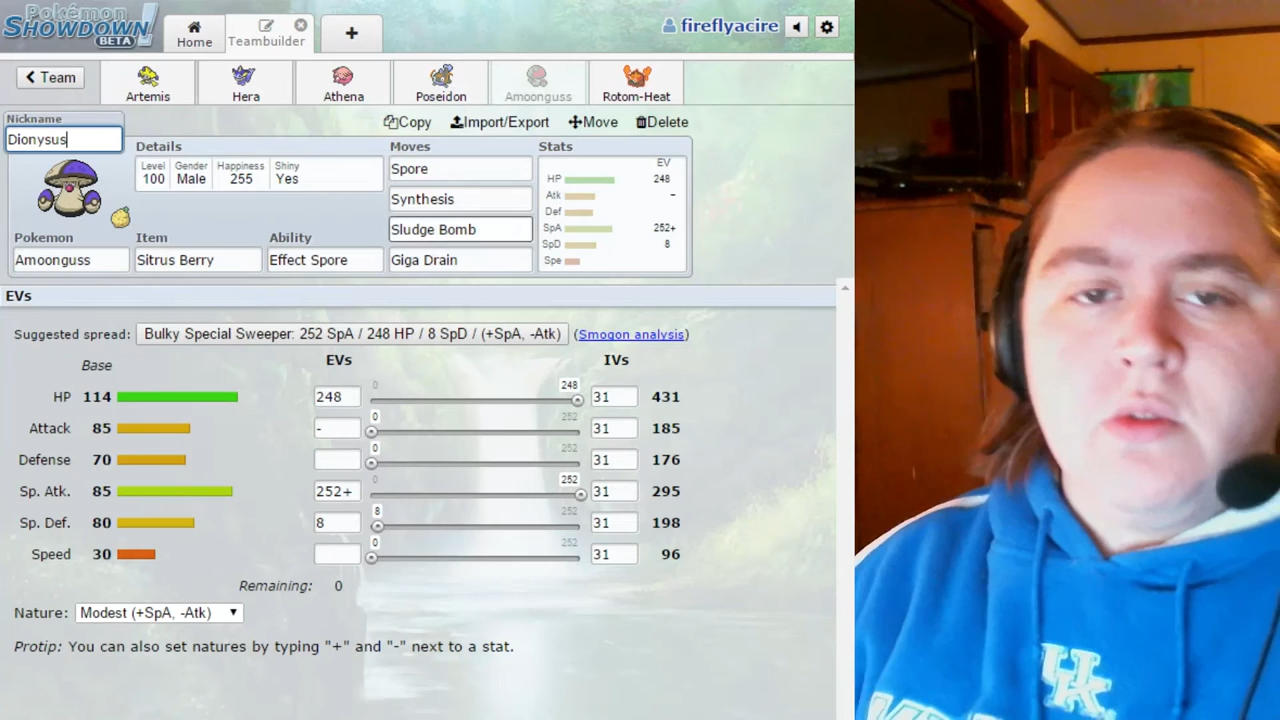 Pokémon
SHOWDOWN!
BETA
Home
Teambuilder
+
fireflyacire
Team
Artemis
Hera
Athena
Poseidon
Amoonguss
Rotom-Heat
Nickname
Dionysus
Copy
Import/Export
Move
Delete
Details
Level
Gender
Happiness
Shiny
100
Male
255
Yes
Moves
Spore
Synthesis
Sludge Bomb
Giga Drain
Stats
EV
HP 248
Atk -
Def
SpA 252+
SpD 8
Spe
Pokemon
Amoonguss
Item
Sitrus Berry
Ability
Effect Spore
EVs
Suggested spread: Bulky Special Sweeper: 252 SpA / 248 HP / 8 SpD / (+SpA, -Atk) (Smogon analysis)
Base EVs IVs
HP 114 248 0 248 31 431
Attack 85 - 0 252 31 185
Defense 70 0 252 31 176
Sp. Atk. 85 252+ 0 252 31 295
Sp. Def. 80 8 8 252 31 198
Speed 30 0 252 31 96
Remaining: 0
Nature: Modest (+SpA, -Atk)
Protip: You can also set natures by typing "+" and "-" next to a stat.
UK